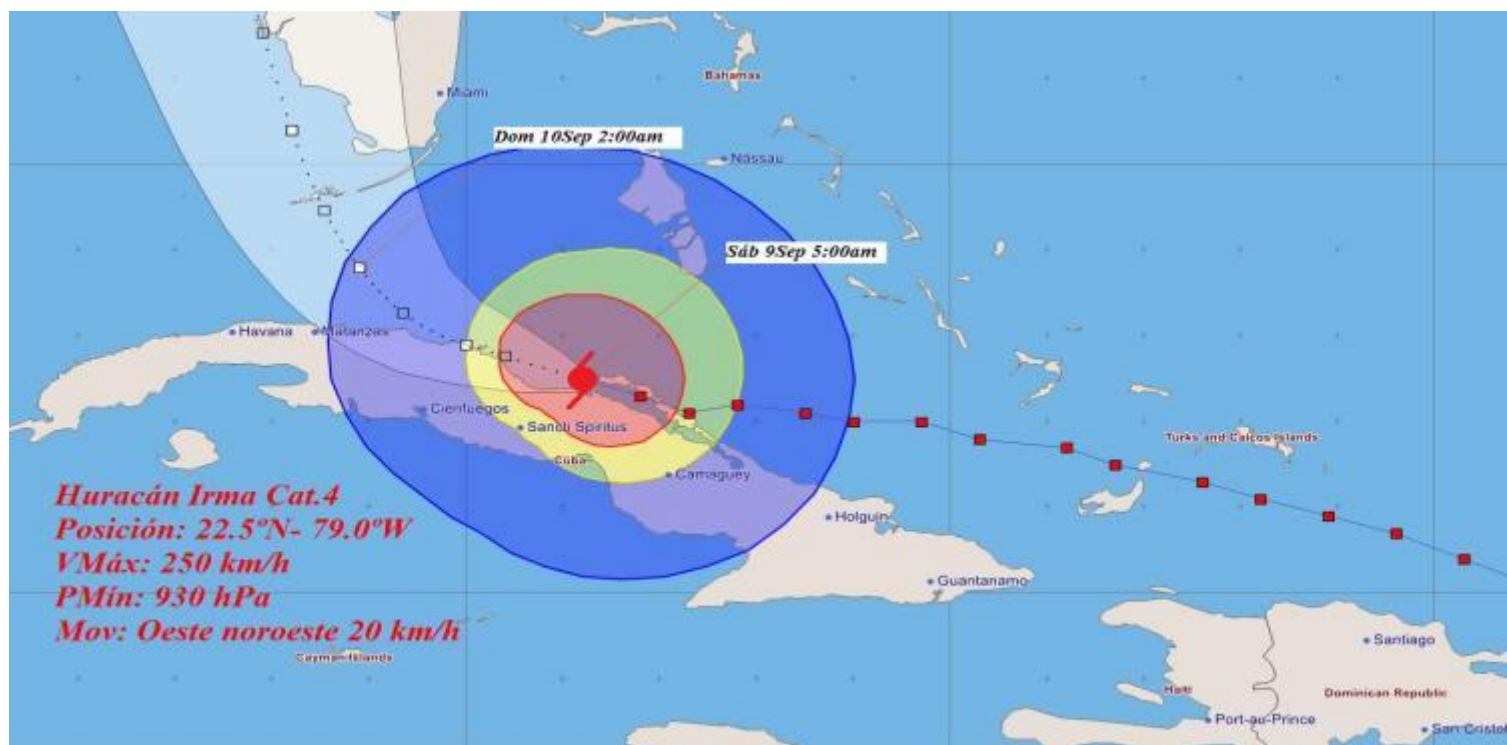 Bahamas
Miami
Dom 10Sep 2:00am
Nassau
Sáb 9Sep 5:00am
Havana
Matanzas
Cienfuegos
Sancti Spiritus
Cuba
Camaguey
Turks and Caicos Islands
Holguin
Guantanamo
Huracán Irma Cat.4
Posición: 22.5ºN- 79.0ºW
VMáx: 250 km/h
PMín: 930 hPa
Mov: Oeste noroeste 20 km/h
Cayman Islands
Santiago
Haiti
Dominican Republic
Port-au-Prince
San Cristo